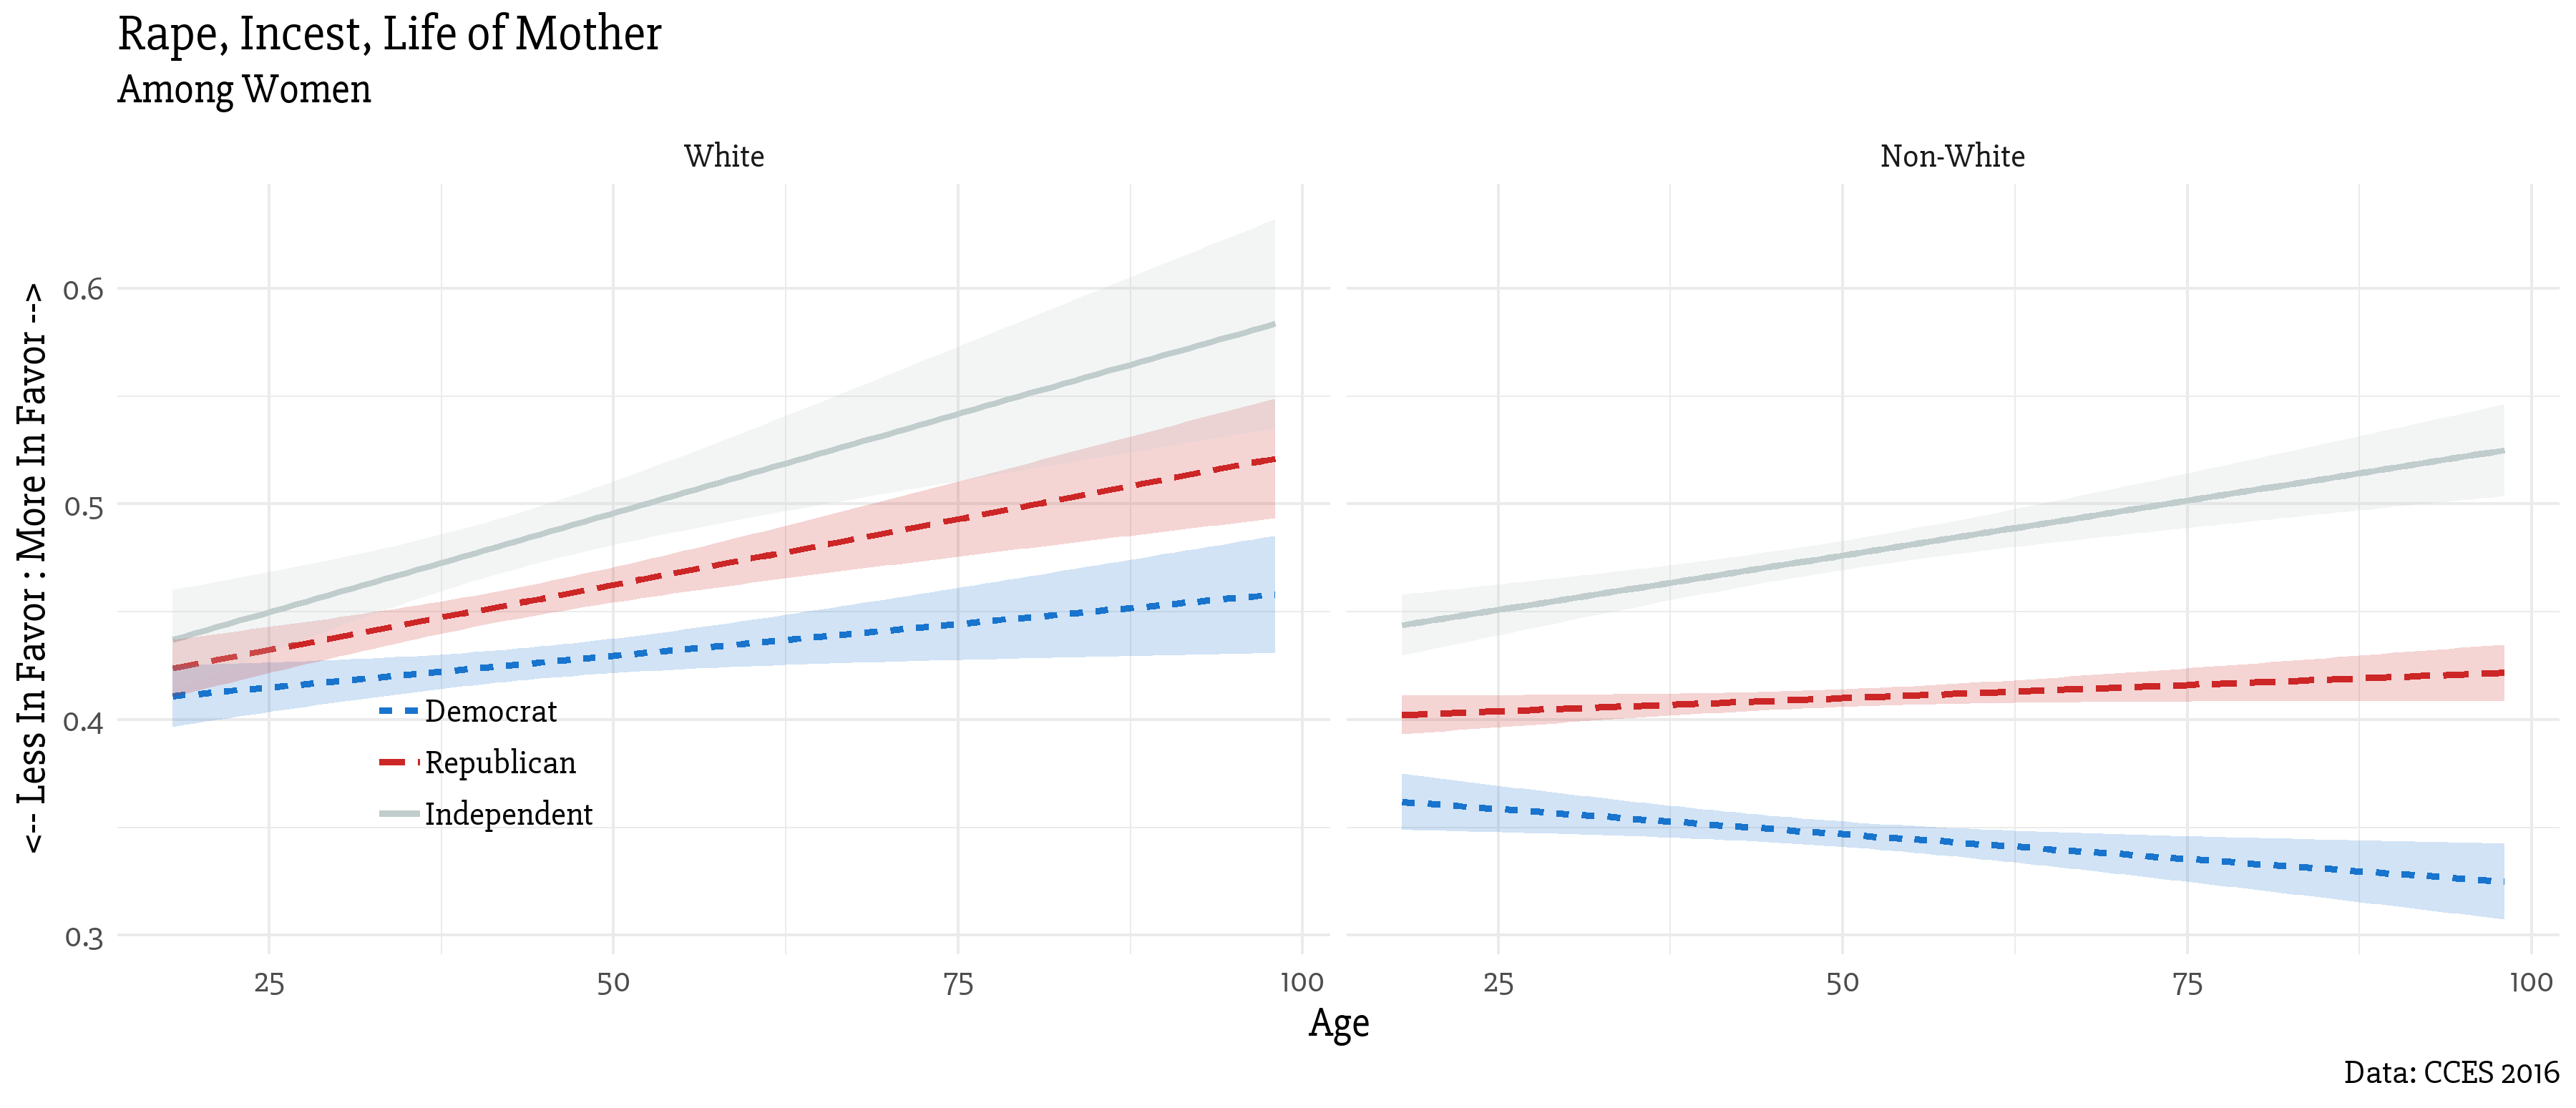 Rape, Incest, Life of Mother
Among Women
White
Non-White
<-- Less In Favor : More In Favor -->
0.6
0.5
0.4
0.3
Democrat
Republican
Independent
25 50 75 100
25 50 75 100
Age
Data: CCES 2016